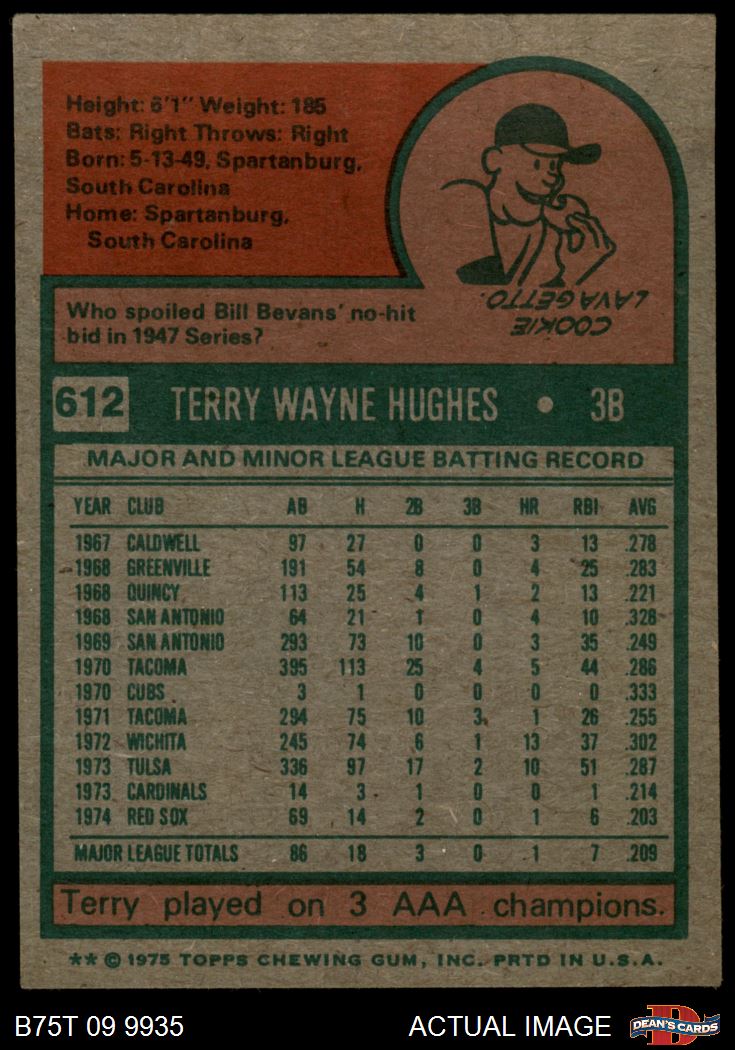 Height: 6'1" Weight: 185
Bats: Right Throws: Right
Born: 5-13-49, Spartanburg,
South Carolina
Home: Spartanburg,
South Carolina
COOKIE
LAVAGETTO.
Who spoiled Bill Bevans' no-hit
bid in 1947 Series?
612 TERRY WAYNE HUGHES • 3B
MAJOR AND MINOR LEAGUE BATTING RECORD
YEAR CLUB AB H 2B 3B HR RBI AVG
1967 CALDWELL 97 27 0 0 3 13 .278
1968 GREENVILLE 191 54 8 0 4 25 .283
1968 QUINCY 113 25 4 1 2 13 .221
1968 SAN ANTONIO 64 21 1 0 4 10 .328
1969 SAN ANTONIO 293 73 10 0 3 35 .249
1970 TACOMA 395 113 25 4 5 44 .286
1970 CUBS 3 1 0 0 0 0 .333
1971 TACOMA 294 75 10 3 1 26 .255
1972 WICHITA 245 74 6 1 13 37 .302
1973 TULSA 336 97 17 2 10 51 .287
1973 CARDINALS 14 3 1 0 0 1 .214
1974 RED SOX 69 14 2 0 1 6 .203
MAJOR LEAGUE TOTALS 86 18 3 0 1 7 .209
Terry played on 3 AAA champions.
** © 1975 TOPPS CHEWING GUM, INC. PRTD IN U.S.A.
B75T 09 9935 ACTUAL IMAGE D DEAN'S CARDS